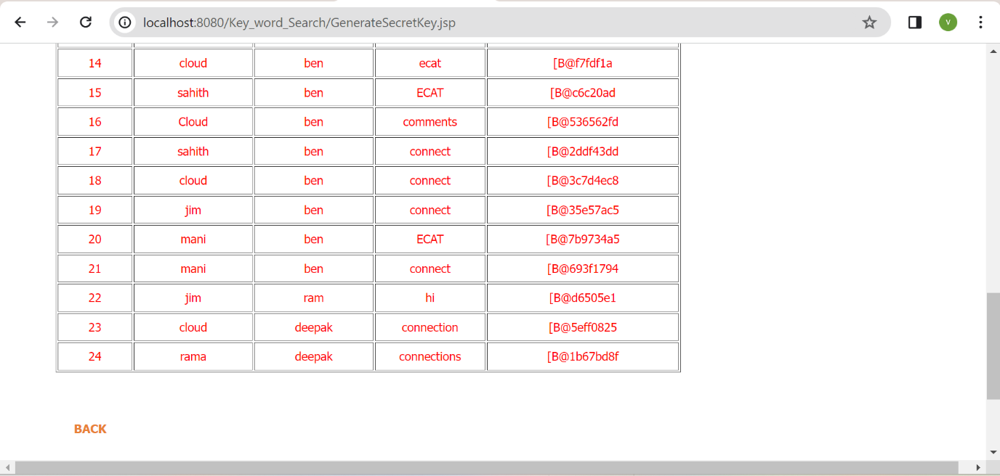 localhost:8080/Key_word_Search/GenerateSecretKey.jsp
V
14 cloud ben ecat [B@f7fdf1a
15 sahith ben ECAT [B@c6c20ad
16 Cloud ben comments [B@536562fd
17 sahith ben connect [B@2ddf43dd
18 cloud ben connect [B@3c7d4ec8
19 jim ben connect [B@35e57ac5
20 mani ben ECAT [B@7b9734a5
21 mani ben connect [B@693f1794
22 jim ram hi [B@d6505e1
23 cloud deepak connection [B@5eff0825
24 rama deepak connections [B@1b67bd8f
BACK